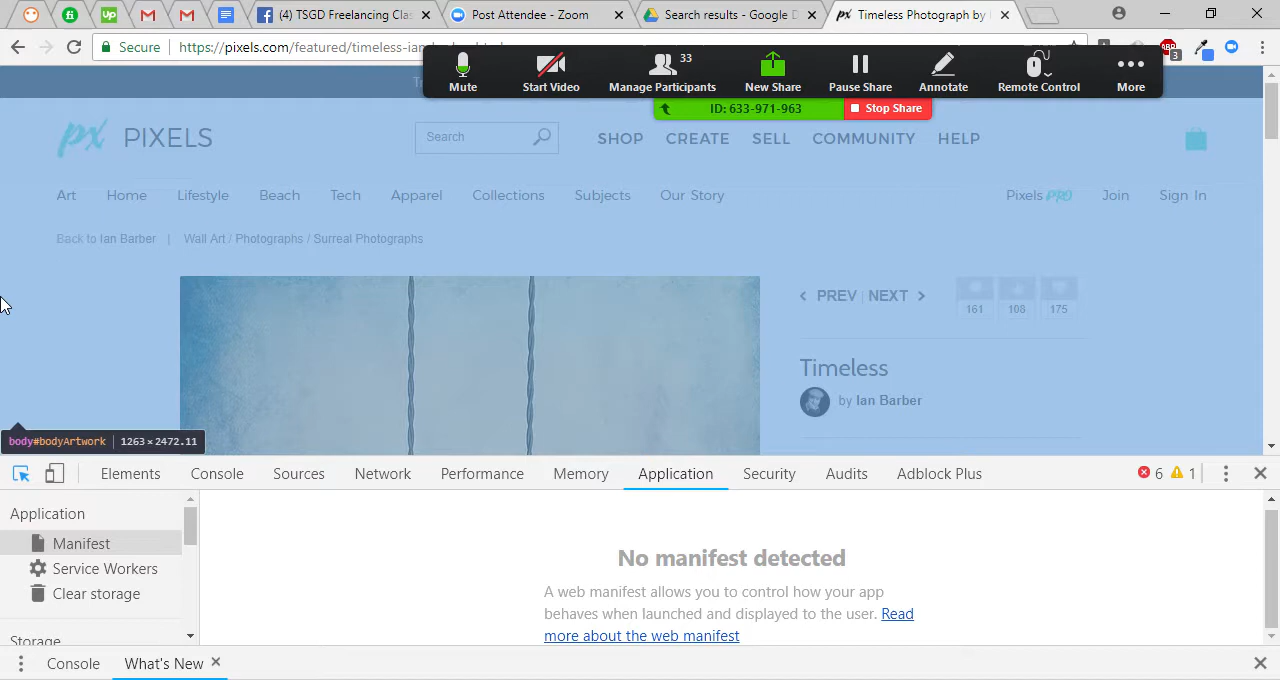 (4) TSGD Freelancing Clas
Post Attendee - Zoom
Search results - Google D
Timeless Photograph by
Secure
https://pixels.com/featured/timeless-ian-
33
Mute
Start Video
Manage Participants
New Share
Pause Share
Annotate
Remote Control
More
ID: 633-971-963
Stop Share
3
px PIXELS
Search
SHOP CREATE SELL COMMUNITY HELP
Art Home Lifestyle Beach Tech Apparel Collections Subjects Our Story
Pixels PRO Join Sign In
Back to Ian Barber | Wall Art / Photographs / Surreal Photographs
PREV | NEXT
161 108 175
Timeless
by Ian Barber
body#bodyArtwork | 1263×2472.11
Elements Console Sources Network Performance Memory Application Security Audits Adblock Plus
6 1
Application
Manifest
Service Workers
Clear storage
Storage
No manifest detected
A web manifest allows you to control how your app
behaves when launched and displayed to the user. Read
more about the web manifest
Console What's New